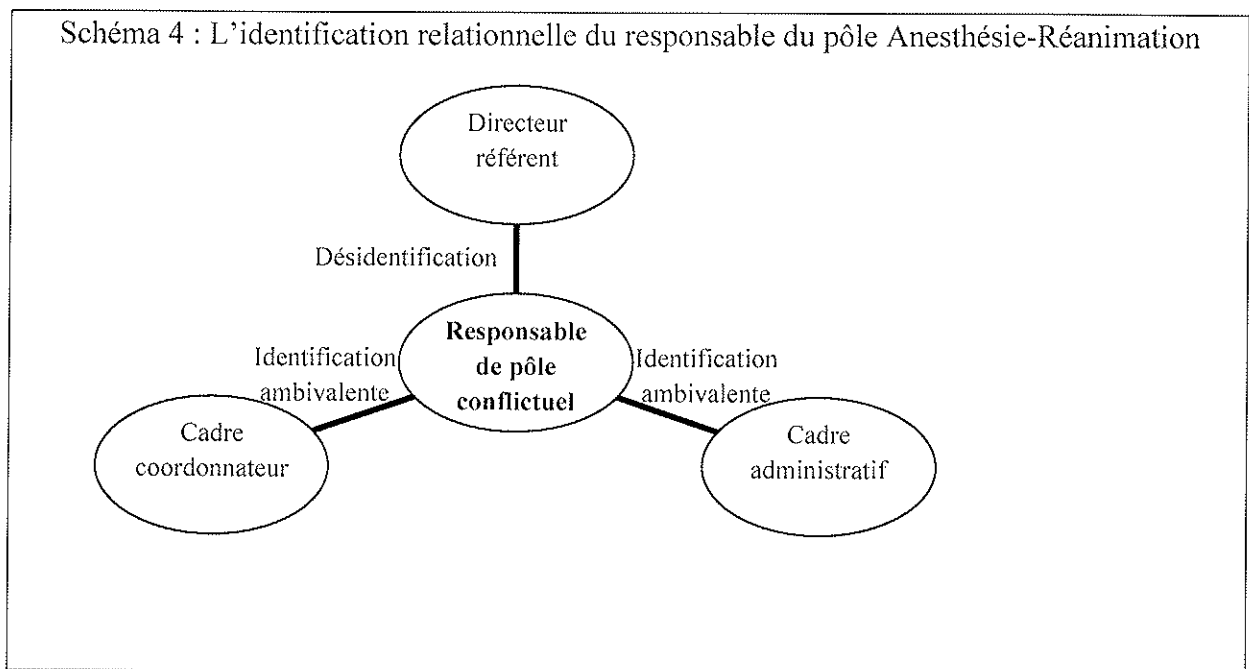 Schéma 4 : L'identification relationnelle du responsable du pôle Anesthésie-Réanimation
Directeur
référent
Désidentification
Responsable
de pôle
conflictuel
Identification
ambivalente
Identification
ambivalente
Cadre
coordonnateur
Cadre
administratif